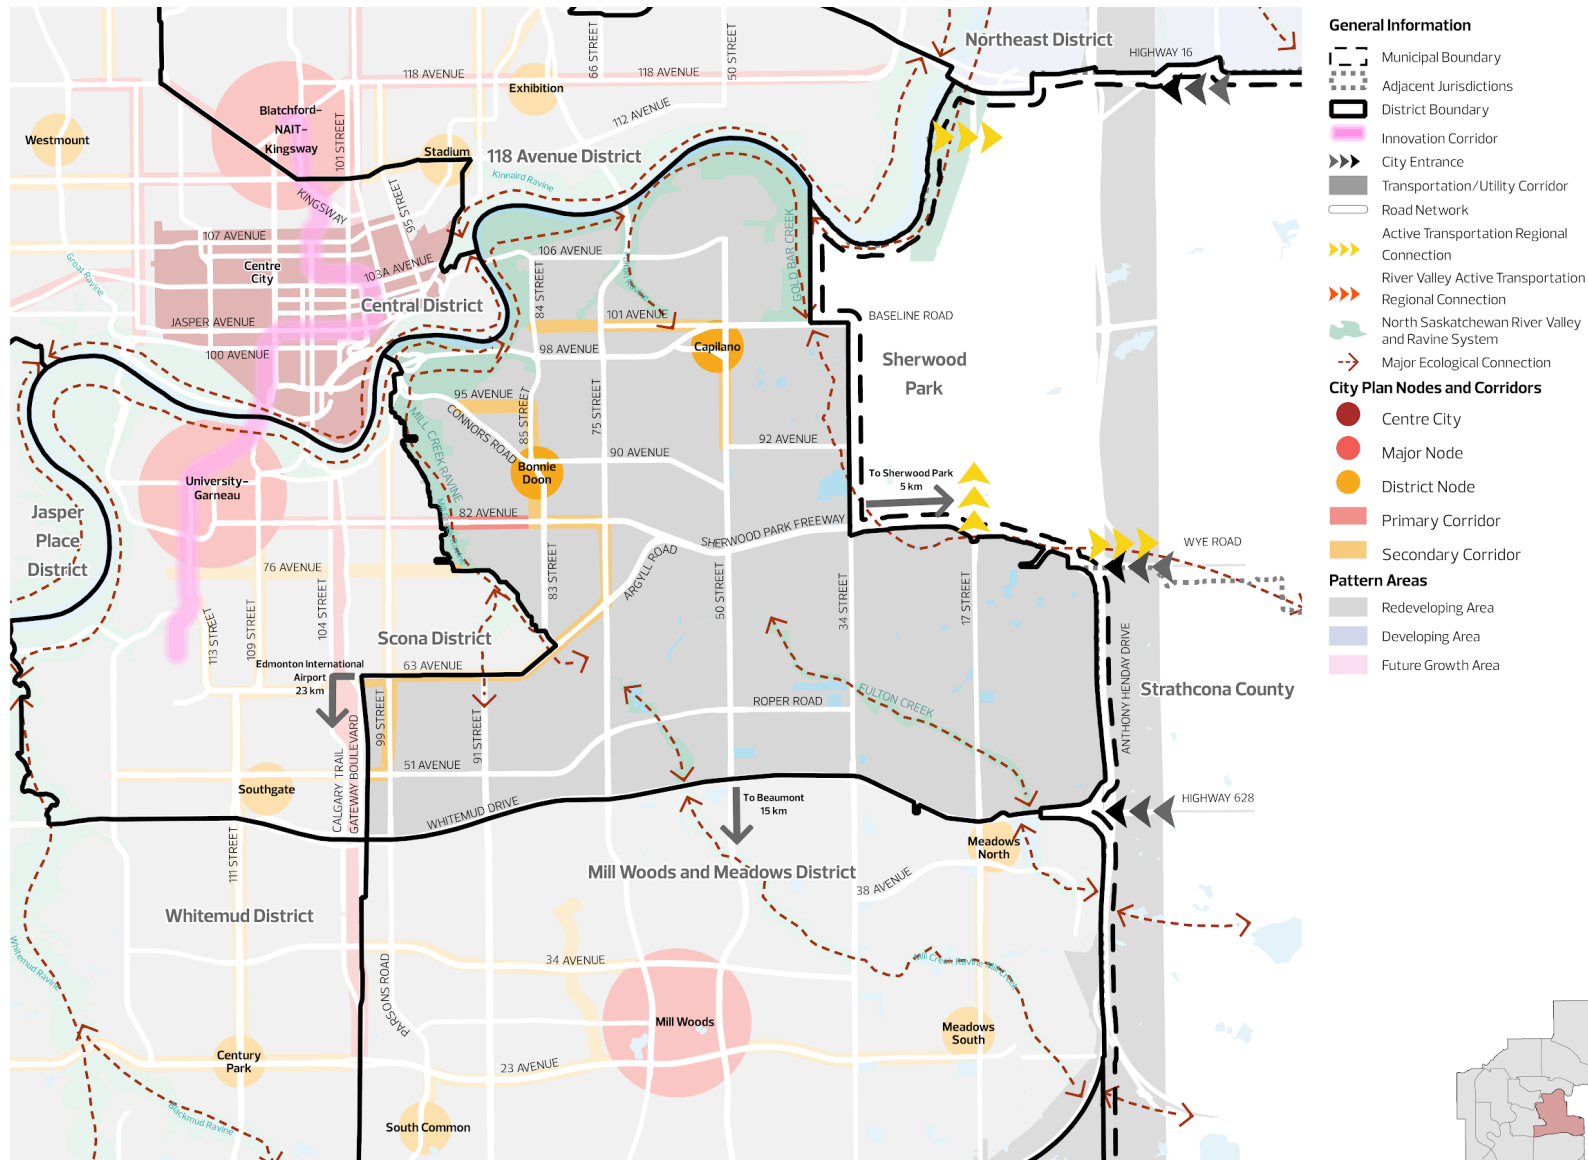 Northeast District
HIGHWAY 16
66 STREET
50 STREET
118 AVENUE
118 AVENUE
Exhibition
112 AVENUE
Blatchford-
NAIT-
Kingsway
101 STREET
Westmount
Stadium
118 Avenue District
Kinnaird Ravine
KINGSWAY
95 STREET
107 AVENUE
Groat Ravine
Centre
City
103A AVENUE
106 AVENUE
84 STREET
GOLD BAR CREEK
Central District
JASPER AVENUE
101 AVENUE
BASELINE ROAD
100 AVENUE
98 AVENUE
Capilano
Sherwood
Park
95 AVENUE
CONNORS ROAD
85 STREET
75 STREET
MILL CREEK RAVINE
90 AVENUE
92 AVENUE
Bonnie
Doon
To Sherwood Park
5 km
University-
Garneau
Jasper
Place
District
82 AVENUE
SHERWOOD PARK FREEWAY
ARGYLL ROAD
WYE ROAD
76 AVENUE
83 STREET
50 STREET
34 STREET
17 STREET
113 STREET
109 STREET
104 STREET
Scona District
ANTHONY HENDAY DRIVE
63 AVENUE
Edmonton International
Airport
23 km
Strathcona County
FULTON CREEK
ROPER ROAD
99 STREET
91 STREET
CALGARY TRAIL
GATEWAY BOULEVARD
51 AVENUE
Southgate
WHITEMUD DRIVE
To Beaumont
15 km
HIGHWAY 628
111 STREET
Meadows
North
Mill Woods and Meadows District
38 AVENUE
Whitemud District
Whitemud Ravine
34 AVENUE
PARSONS ROAD
Mill Creek Ravine Mill Creek
Mill Woods
Meadows
South
Century
Park
23 AVENUE
Blackmud Ravine
South Common
General Information
Municipal Boundary
Adjacent Jurisdictions
District Boundary
Innovation Corridor
City Entrance
Transportation/Utility Corridor
Road Network
Active Transportation Regional
Connection
River Valley Active Transportation
Regional Connection
North Saskatchewan River Valley
and Ravine System
Major Ecological Connection
City Plan Nodes and Corridors
Centre City
Major Node
District Node
Primary Corridor
Secondary Corridor
Pattern Areas
Redeveloping Area
Developing Area
Future Growth Area